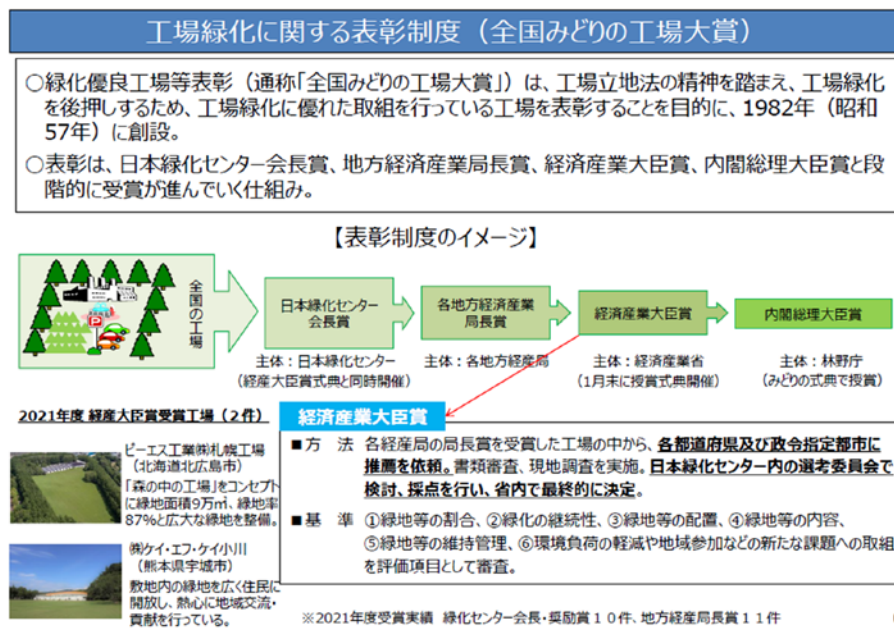 工場緑化に関する表彰制度（全国みどりの工場大賞）
○緑化優良工場等表彰（通称「全国みどりの工場大賞」）は、工場立地法の精神を踏まえ、工場緑化
を後押しするため、工場緑化に優れた取組を行っている工場を表彰することを目的に、1982年（昭和
57年）に創設。
○表彰は、日本緑化センター会長賞、地方経済産業局長賞、経済産業大臣賞、内閣総理大臣賞と段
階的に受賞が進んでいく仕組み。
【表彰制度のイメージ】
全国の工場
P
日本緑化センター
会長賞
各地方経済産業
局長賞
経済産業大臣賞
内閣総理大臣賞
主体：日本緑化センター
（経産大臣賞式典と同時開催）
主体：各地方経産局
主体：経済産業省
（1月末に授賞式典開催）
主体：林野庁
（みどりの式典で授賞）
2021年度 経産大臣賞受賞工場（２件）
ピーエス工業㈱札幌工場
（北海道北広島市）
「森の中の工場」をコンセプト
に緑地面積9万㎡、緑地率
87%と広大な緑地を整備。
㈱ケイ・エフ・ケイ小川
（熊本県宇城市）
敷地内の緑地を広く住民に
開放し、熱心に地域交流・
貢献を行っている。
経済産業大臣賞
■方　法　各経産局の局長賞を受賞した工場の中から、各都道府県及び政令指定都市に
推薦を依頼。書類審査、現地調査を実施。日本緑化センター内の選考委員会で
検討、採点を行い、省内で最終的に決定。
■基　準　①緑地等の割合、②緑化の継続性、③緑地等の配置、④緑地等の内容、
⑤緑地等の維持管理、⑥環境負荷の軽減や地域参加などの新たな課題への取組
を評価項目として審査。
※2021年度受賞実績　緑化センター会長・奨励賞１０件、地方経産局長賞１１件